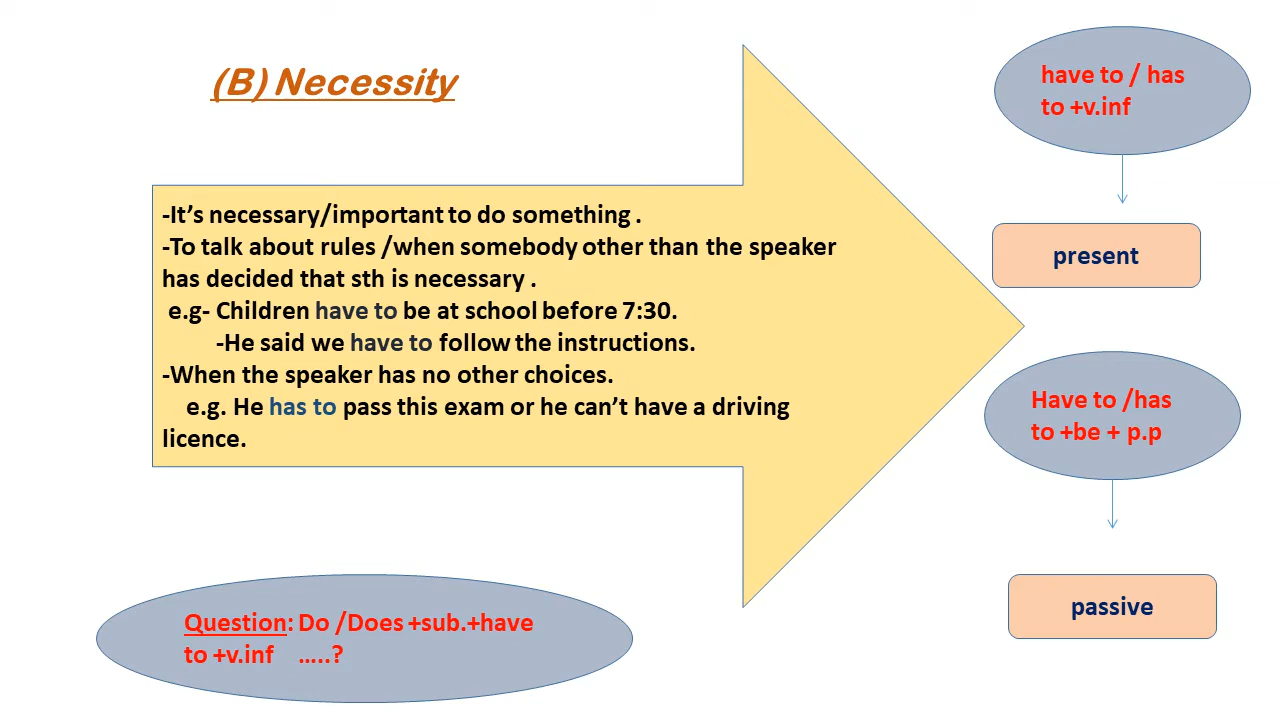 (B) Necessity
-It’s necessary/important to do something .
-To talk about rules /when somebody other than the speaker
has decided that sth is necessary .
e.g- Children have to be at school before 7:30.
-He said we have to follow the instructions.
-When the speaker has no other choices.
e.g. He has to pass this exam or he can’t have a driving
licence.
have to / has
to +v.inf
present
Have to /has
to +be + p.p
passive
Question: Do /Does +sub.+have
to +v.inf …..?